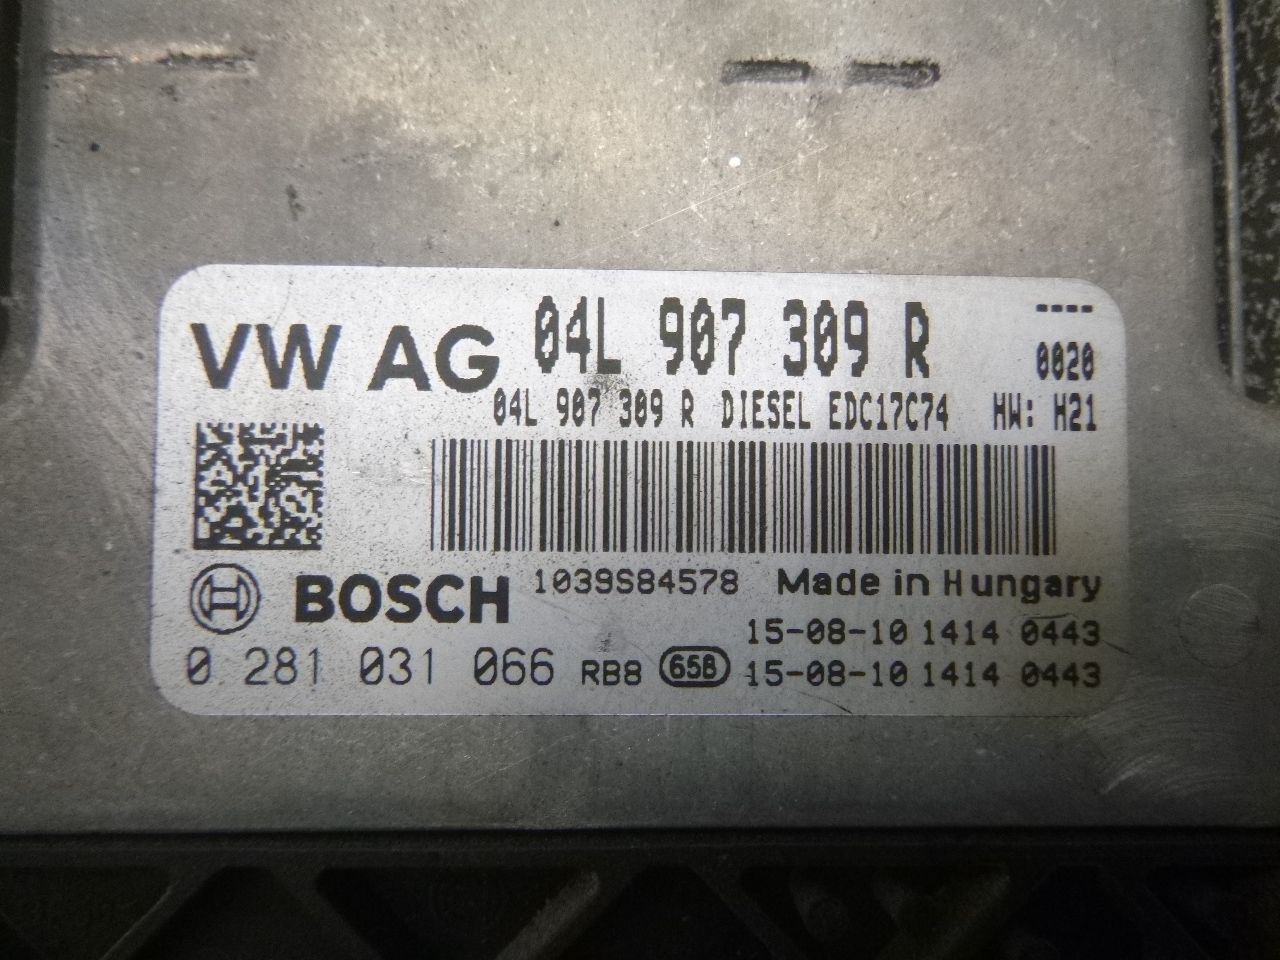 VW AG 04L 907 309 R ----
0020
04L 907 309 R DIESEL EDC17C74 HW: H21
BOSCH 1039S84578 Made in Hungary
15-08-10 1414 0443
0 281 031 066 RB8 65B 15-08-10 1414 0443